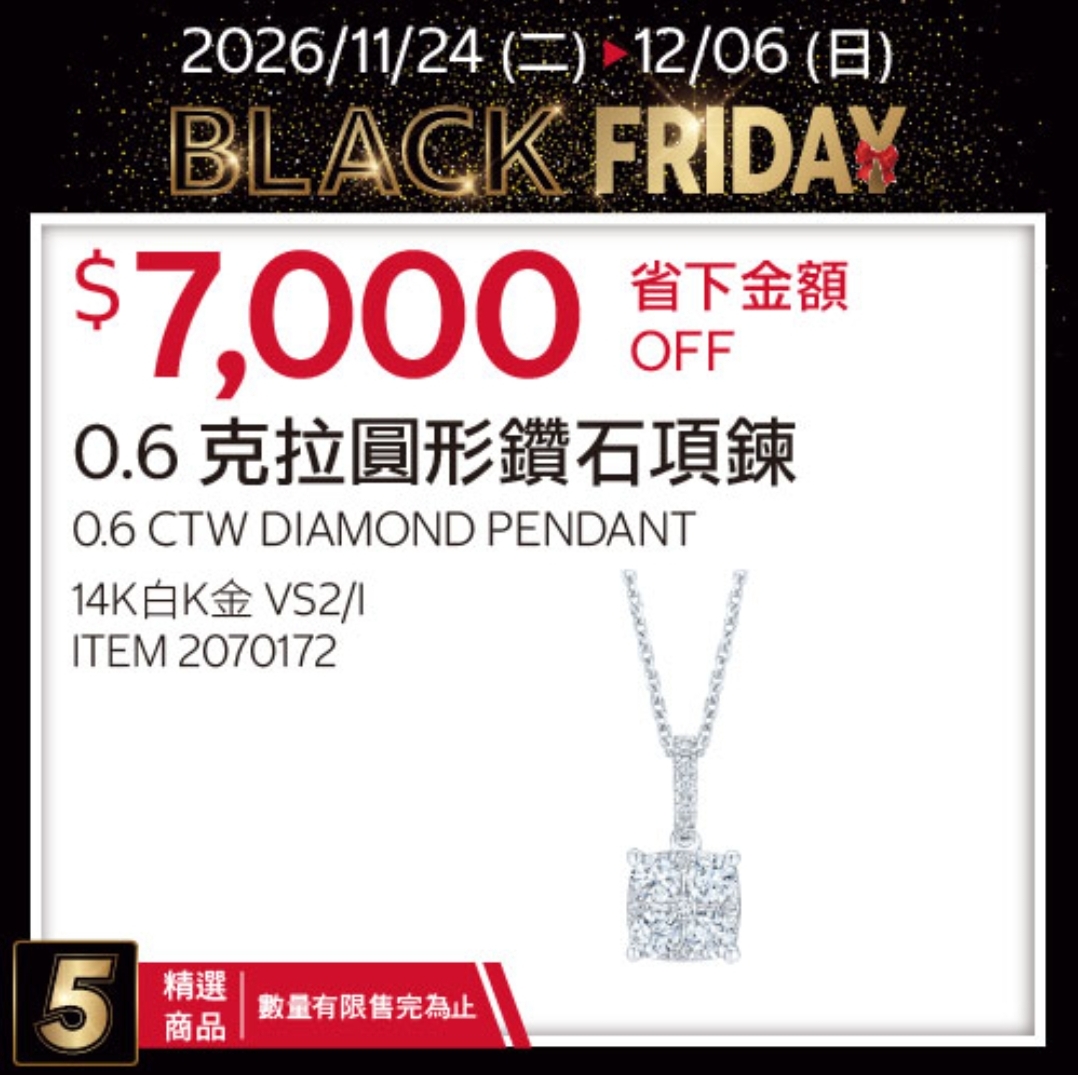 2026/11/24 (二) ▶ 12/06 (日)
BLACK FRIDAY
$7,000 省下金額
OFF
0.6 克拉圓形鑽石項鍊
0.6 CTW DIAMOND PENDANT
14K白K金 VS2/I
ITEM 2070172
5 精選
商品
數量有限售完為止